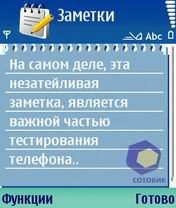 Заметки
Abc
На самом деле, эта
незатейливая
заметка, является
важной частью
тестирования
телефона..
СОТОВИК
Функции Готово